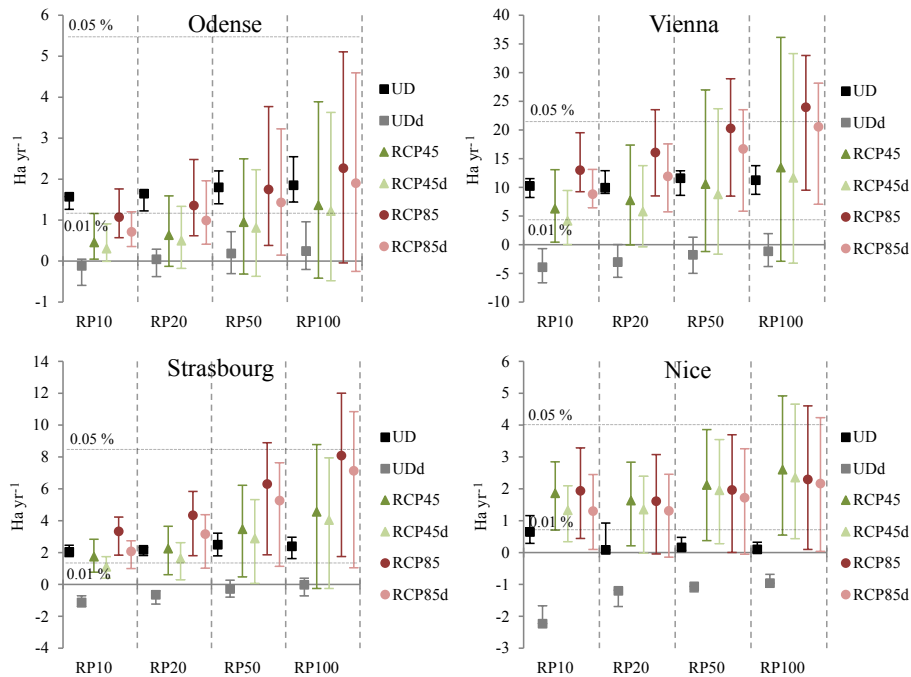 Odense
6
5
4
3
2
1
0
-1
Ha yr⁻¹
0.05 %
0.01 %
RP10 RP20 RP50 RP100
UD
UDd
RCP45
RCP45d
RCP85
RCP85d
Vienna
40
35
30
25
20
15
10
5
0
-5
-10
Ha yr⁻¹
0.05 %
0.01 %
RP10 RP20 RP50 RP100
UD
UDd
RCP45
RCP45d
RCP85
RCP85d
Strasbourg
14
12
10
8
6
4
2
0
-2
-4
Ha yr⁻¹
0.05 %
0.01 %
RP10 RP20 RP50 RP100
UD
UDd
RCP45
RCP45d
RCP85
RCP85d
Nice
6
5
4
3
2
1
0
-1
-2
-3
Ha yr⁻¹
0.05 %
0.01 %
RP10 RP20 RP50 RP100
UD
UDd
RCP45
RCP45d
RCP85
RCP85d